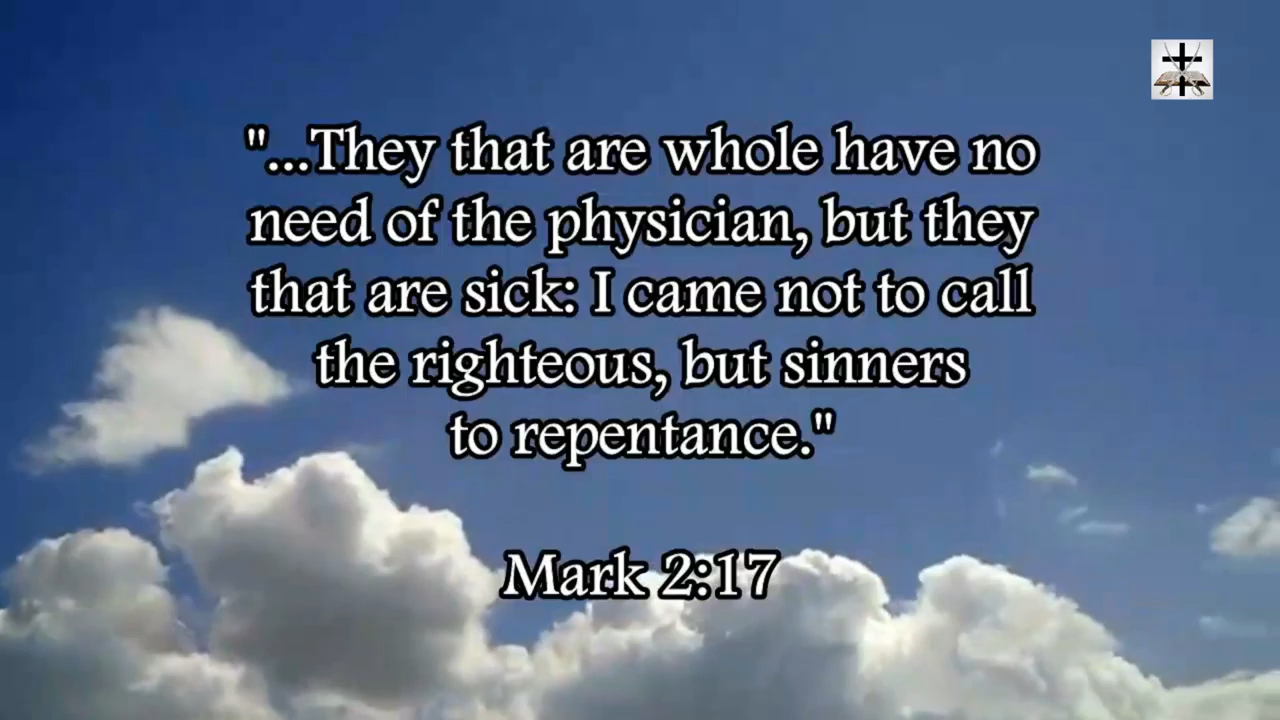 "...They that are whole have no
need of the physician, but they
that are sick: I came not to call
the righteous, but sinners
to repentance."
Mark 2:17